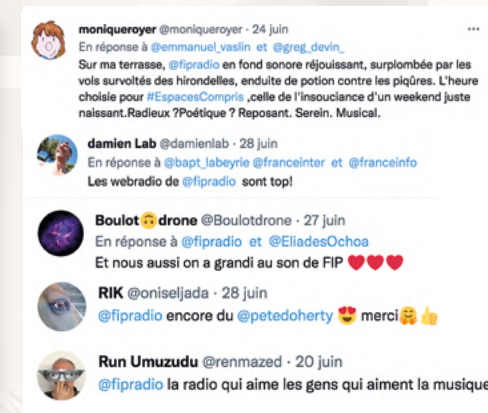 moniqueroyer @moniqueroyer · 24 juin
En réponse à @emmanuel_vaslin et @greg_devin_
Sur ma terrasse, @fipradio en fond sonore réjouissant, surplombée par les
vols survoltés des hirondelles, enduite de potion contre les piqûres. L'heure
choisie pour #EspacesCompris ,celle de l'insouciance d'un weekend juste
naissant.Radieux ?Poétique ? Reposant. Serein. Musical.
damien Lab @damienlab · 28 juin
En réponse à @bapt_labeyrie @franceinter et @franceinfo
Les webradio de @fipradio sont top!
Boulot🙃drone @Boulotdrone · 27 juin
En réponse à @fipradio et @EliadesOchoa
Et nous aussi on a grandi au son de FIP ❤️❤️❤️
RIK @oniseljada · 28 juin
@fipradio encore du @petedoherty 😍 merci🤗👍
Run Umuzudu @renmazed · 20 juin
@fipradio la radio qui aime les gens qui aiment la musique